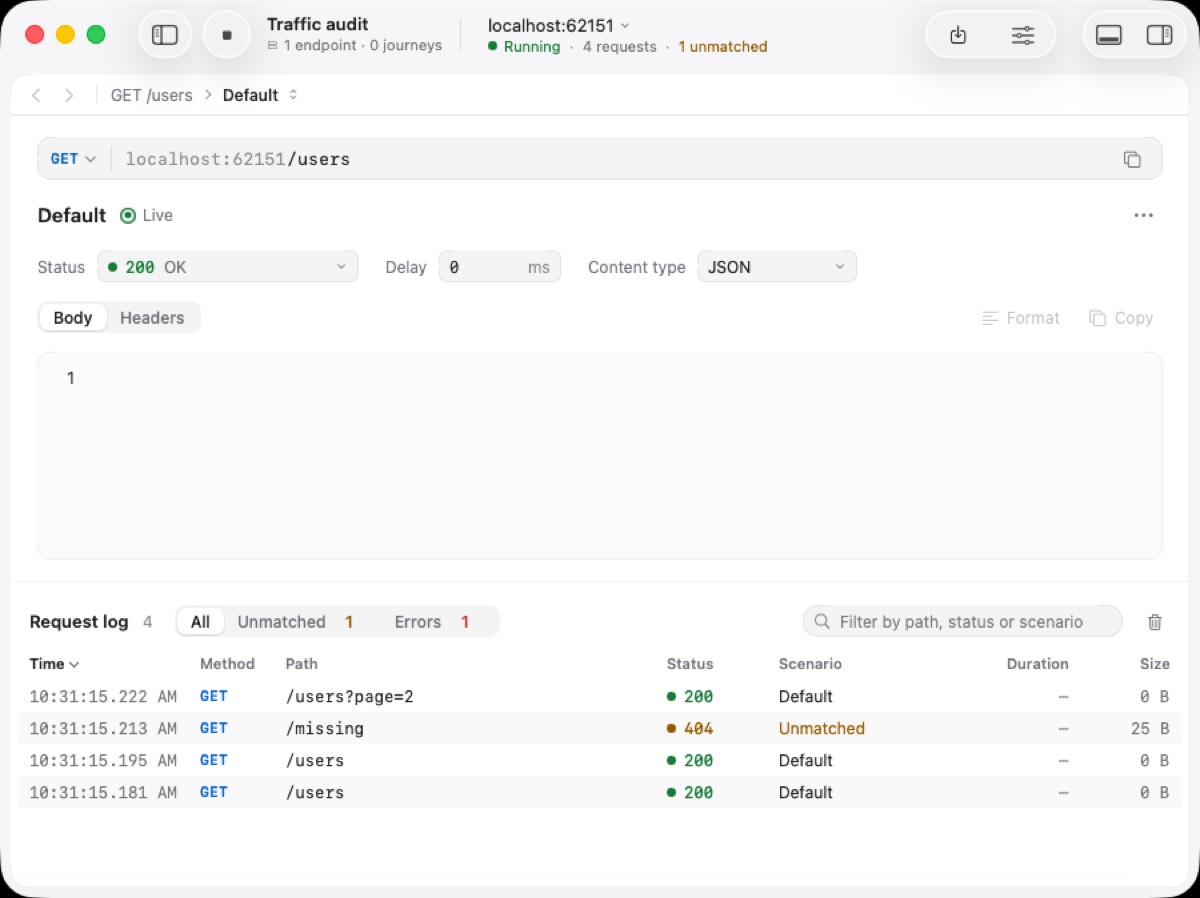 Traffic audit
1 endpoint · 0 journeys
localhost:62151
Running · 4 requests · 1 unmatched
GET /users > Default
GET localhost:62151/users
Default Live
Status 200 OK Delay 0 ms Content type JSON
Body Headers Format Copy
1
Request log 4 All Unmatched 1 Errors 1 Filter by path, status or scenario
Time Method Path Status Scenario Duration Size
10:31:15.222 AM GET /users?page=2 200 Default – 0 B
10:31:15.213 AM GET /missing 404 Unmatched – 25 B
10:31:15.195 AM GET /users 200 Default – 0 B
10:31:15.181 AM GET /users 200 Default – 0 B